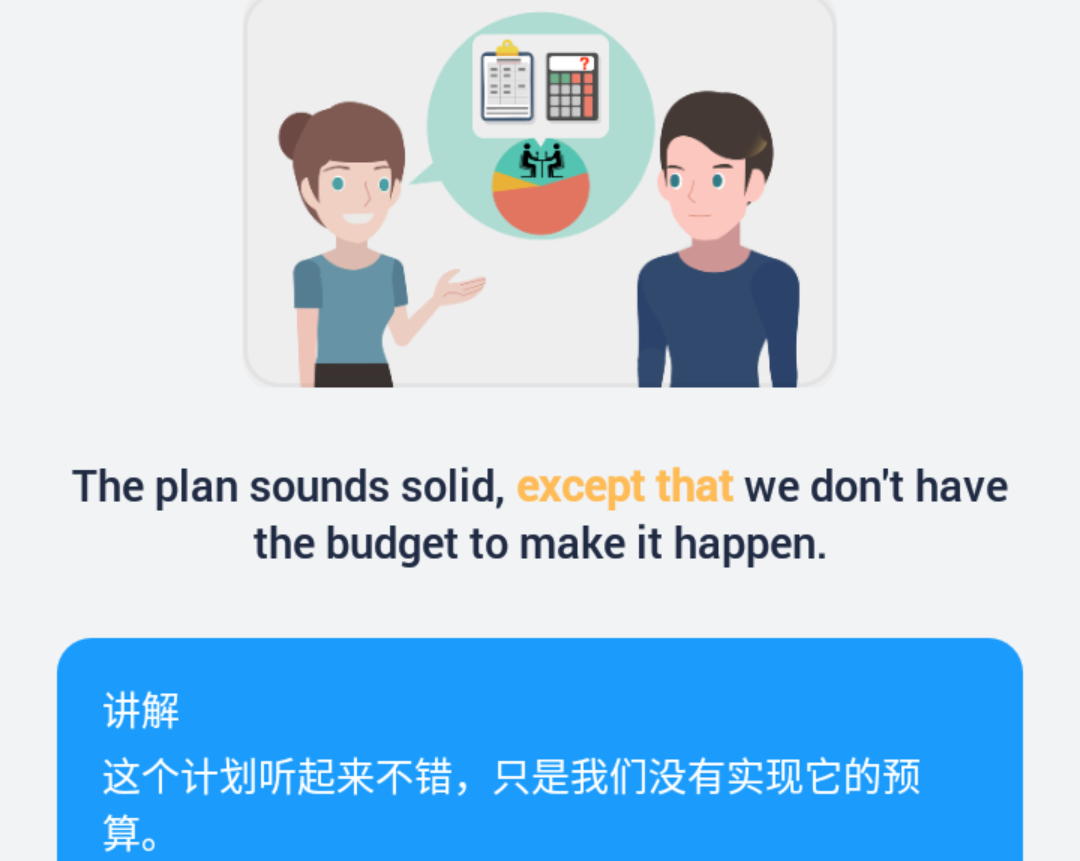 ?
The plan sounds solid, except that we don't have
the budget to make it happen.
讲解
这个计划听起来不错，只是我们没有实现它的预
算。